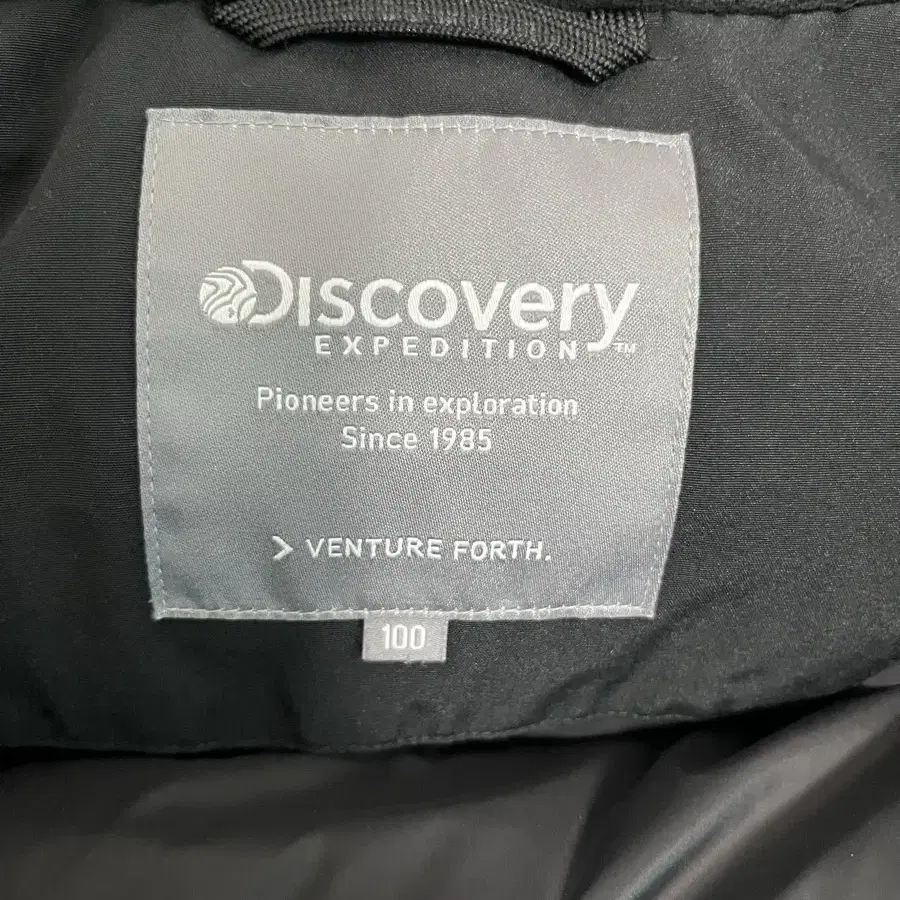 DISCOVERY
EXPEDITION™
Pioneers in exploration
Since 1985
> VENTURE FORTH.
100